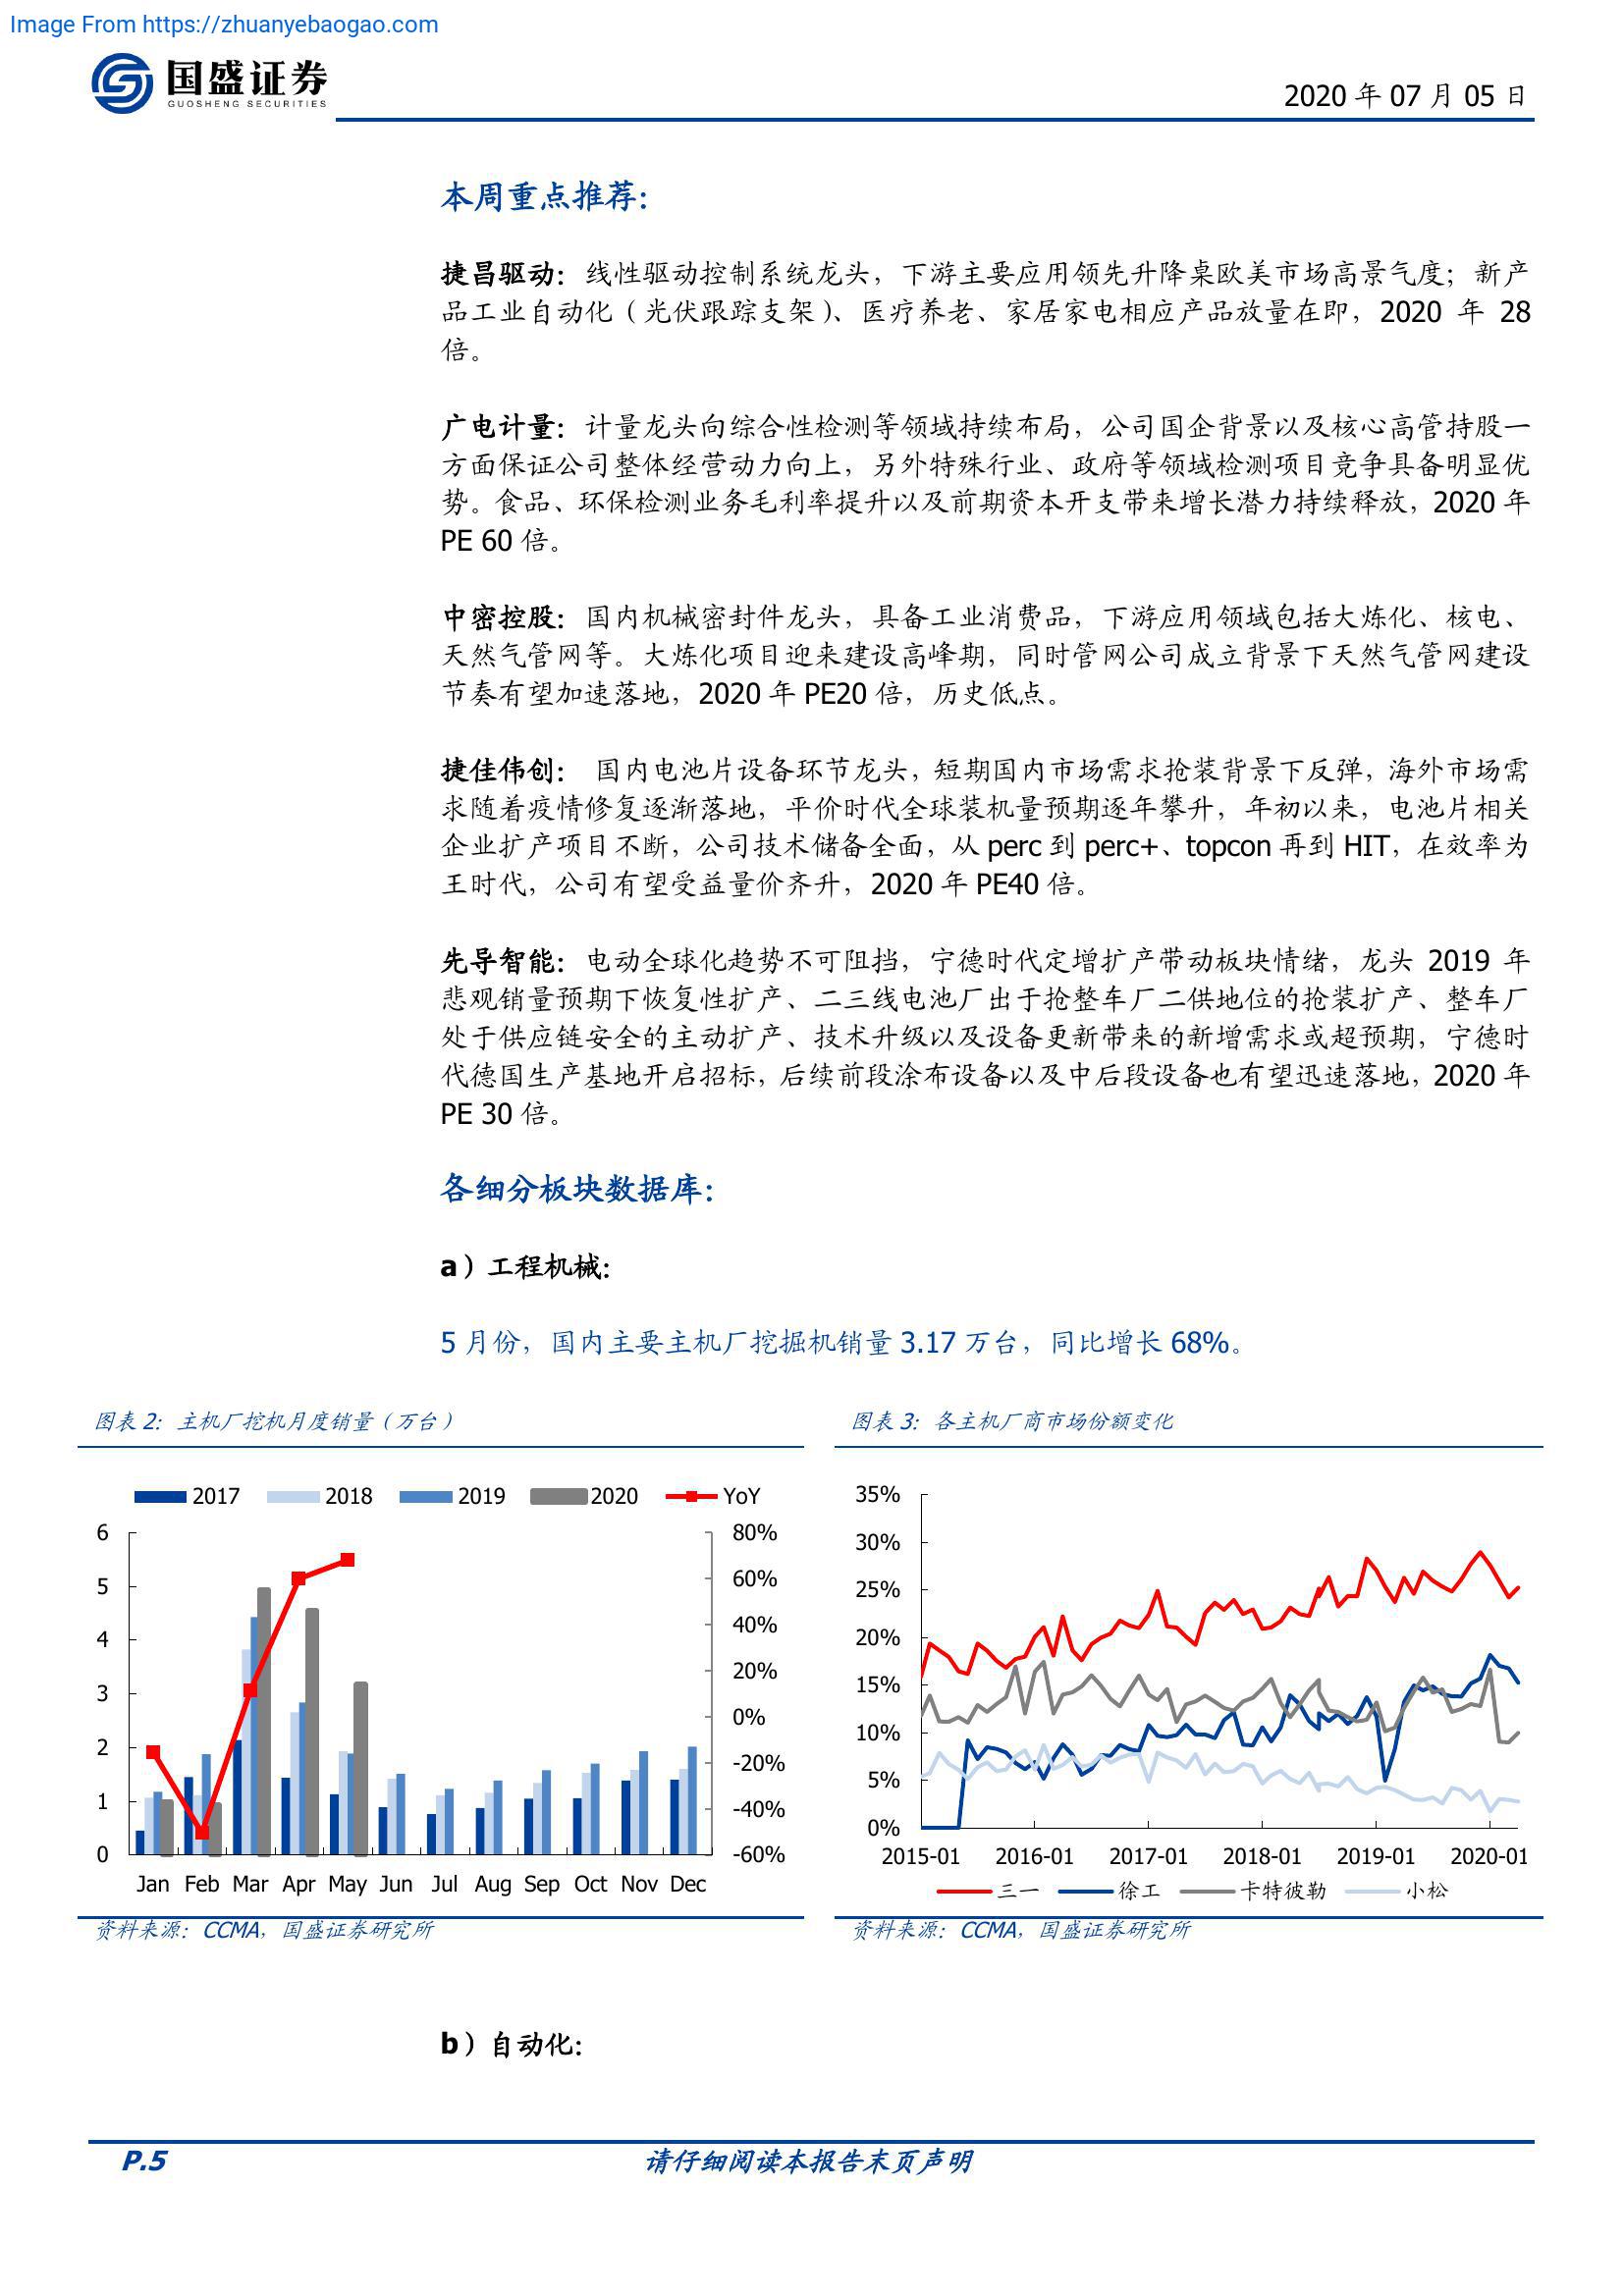 Image From https://zhuanyebaogao.com
国盛证券
GUOSHENG SECURITIES
2020 年 07 月 05 日
本周重点推荐：
捷昌驱动：线性驱动控制系统龙头，下游主要应用领先升降桌欧美市场高景气度；新产
品工业自动化（光伏跟踪支架）、医疗养老、家居家电相应产品放量在即，2020 年 28
倍。
广电计量：计量龙头向综合性检测等领域持续布局，公司国企背景以及核心高管持股一
方面保证公司整体经营动力向上，另外特殊行业、政府等领域检测项目竞争具备明显优
势。食品、环保检测业务毛利率提升以及前期资本开支带来增长潜力持续释放，2020 年
PE 60 倍。
中密控股：国内机械密封件龙头，具备工业消费品，下游应用领域包括大炼化、核电、
天然气管网等。大炼化项目迎来建设高峰期，同时管网公司成立背景下天然气管网建设
节奏有望加速落地，2020 年 PE20 倍，历史低点。
捷佳伟创： 国内电池片设备环节龙头，短期国内市场需求抢装背景下反弹，海外市场需
求随着疫情修复逐渐落地，平价时代全球装机量预期逐年攀升，年初以来，电池片相关
企业扩产项目不断，公司技术储备全面，从 perc 到 perc+、topcon 再到 HIT，在效率为
王时代，公司有望受益量价齐升，2020 年 PE40 倍。
先导智能：电动全球化趋势不可阻挡，宁德时代定增扩产带动板块情绪，龙头 2019 年
悲观销量预期下恢复性扩产、二三线电池厂出于抢整车厂二供地位的抢装扩产、整车厂
处于供应链安全的主动扩产、技术升级以及设备更新带来的新增需求或超预期，宁德时
代德国生产基地开启招标，后续前段涂布设备以及中后段设备也有望迅速落地，2020 年
PE 30 倍。
各细分板块数据库：
a）工程机械：
5 月份，国内主要主机厂挖掘机销量 3.17 万台，同比增长 68%。
图表 2：主机厂挖机月度销量（万台）
2017 2018 2019 2020 YoY
6 80%
5 60%
4 40%
3 20%
2 0%
1 -20%
0 -40%
-60%
Jan Feb Mar Apr May Jun Jul Aug Sep Oct Nov Dec
资料来源：CCMA，国盛证券研究所
图表 3：各主机厂商市场份额变化
35%
30%
25%
20%
15%
10%
5%
0%
2015-01 2016-01 2017-01 2018-01 2019-01 2020-01
三一 徐工 卡特彼勒 小松
资料来源：CCMA，国盛证券研究所
b）自动化：
P.5 请仔细阅读本报告末页声明